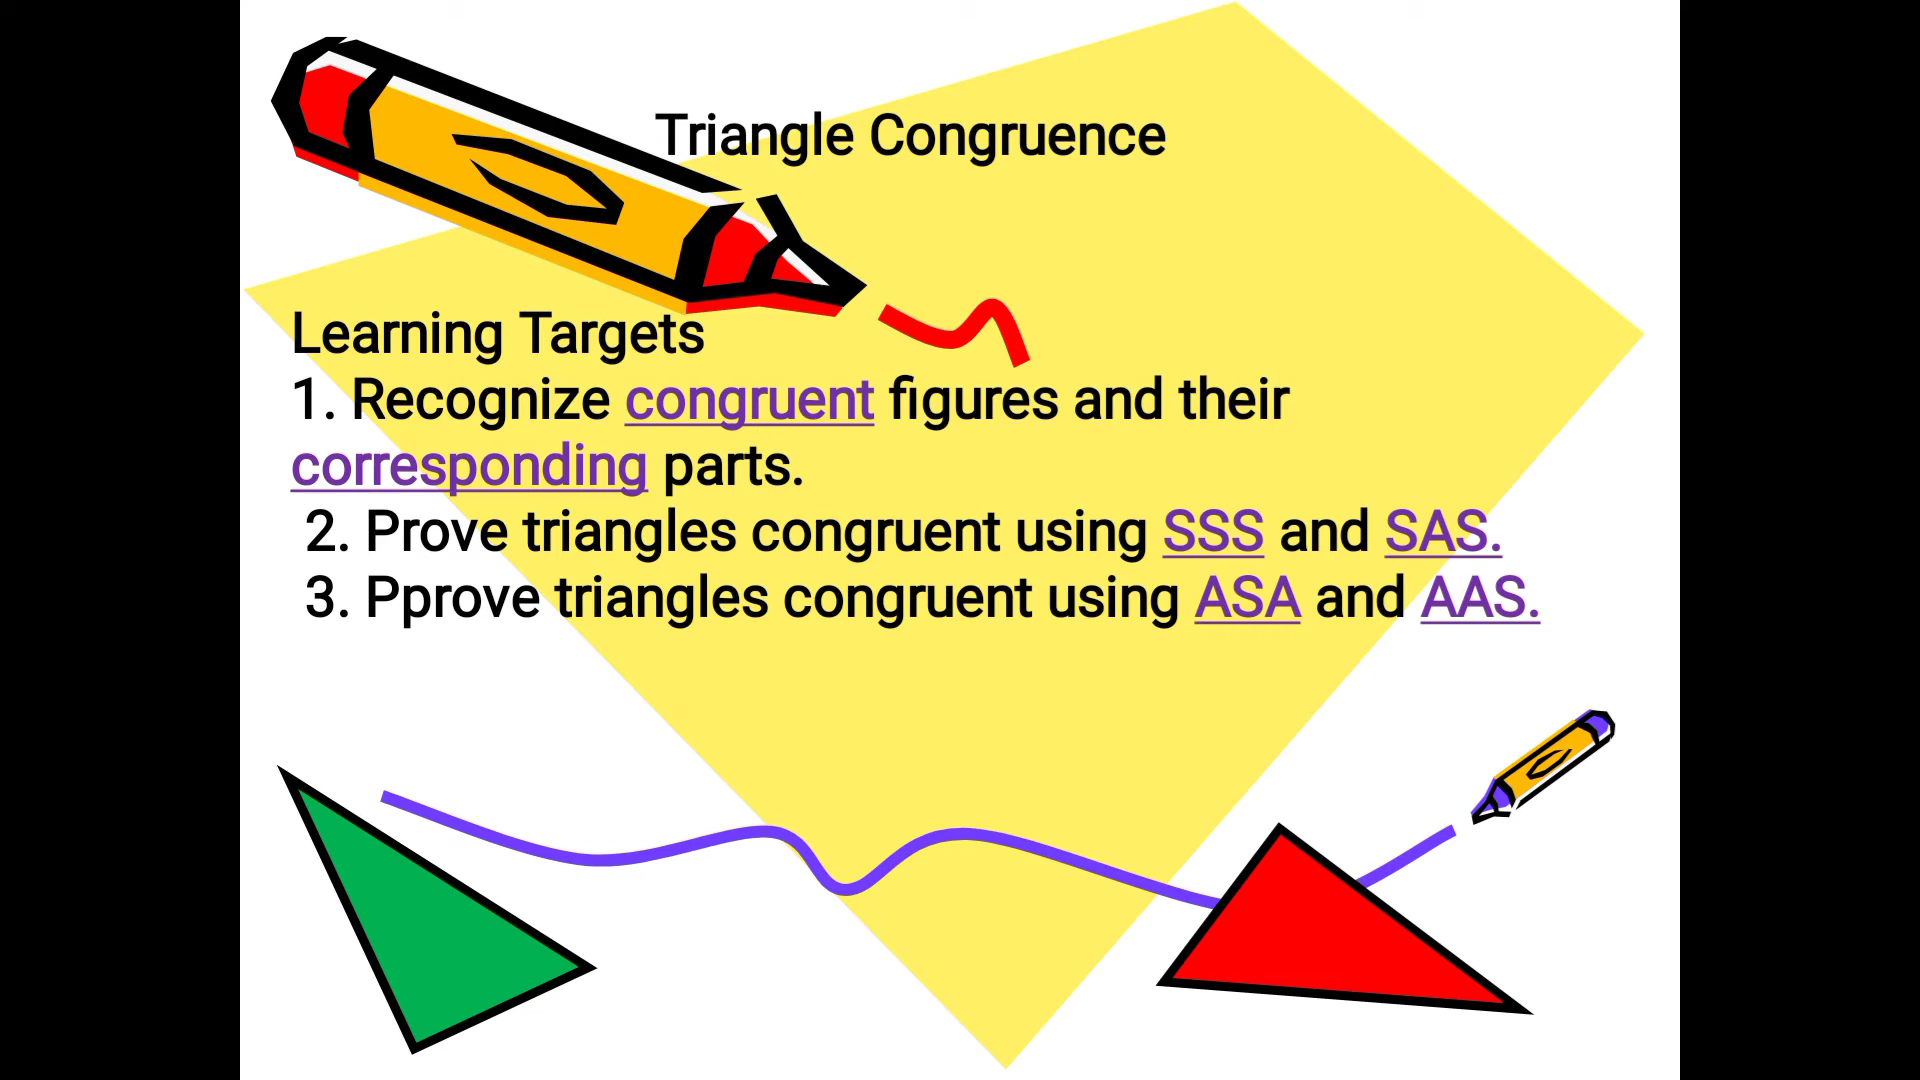 Triangle Congruence
Learning Targets
1. Recognize congruent figures and their
corresponding parts.
2. Prove triangles congruent using SSS and SAS.
3. Pprove triangles congruent using ASA and AAS.